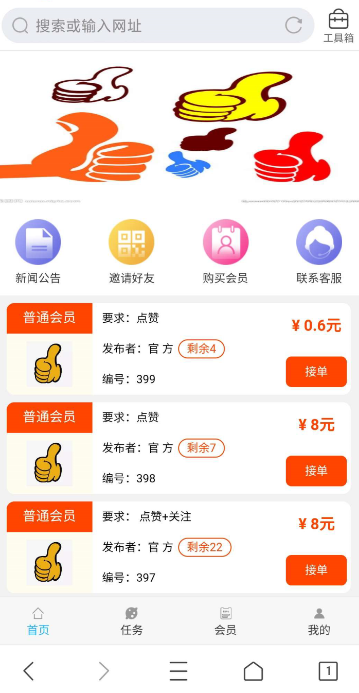 搜索或输入网址
工具箱
新闻公告
邀请好友
购买会员
联系客服
普通会员
要求：点赞
¥ 0.6元
发布者：官 方
剩余4
编号：399
接单
普通会员
要求：点赞
¥ 8元
发布者：官 方
剩余7
编号：398
接单
普通会员
要求： 点赞+关注
¥ 8元
发布者：官 方
剩余22
编号：397
接单
首页
任务
会员
我的
1